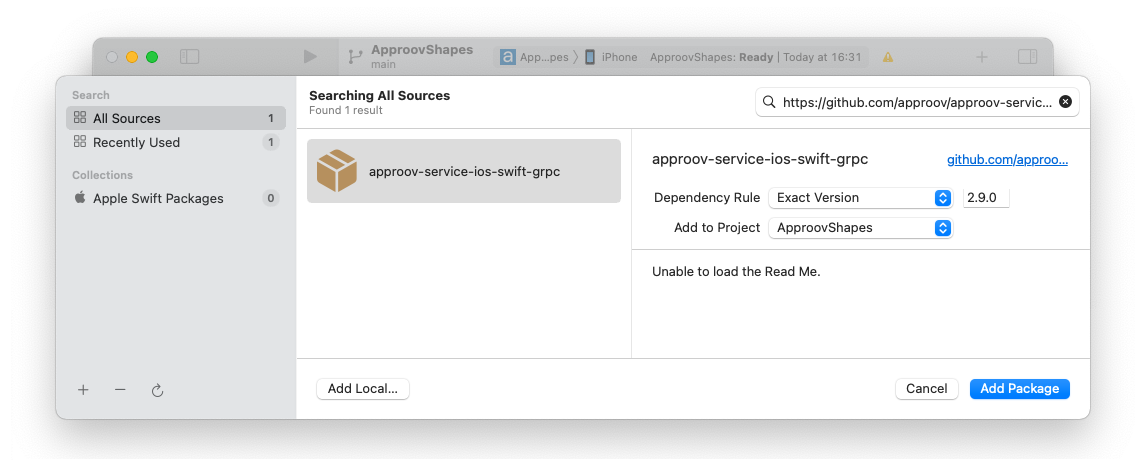 ApproovShapes
main
App...pes
iPhone
ApproovShapes: Ready | Today at 16:31
Search
All Sources 1
Recently Used 1
Collections
Apple Swift Packages 0
Searching All Sources
Found 1 result
https://github.com/approov/approov-servic...
approov-service-ios-swift-grpc
approov-service-ios-swift-grpc github.com/approo...
Dependency Rule Exact Version 2.9.0
Add to Project ApproovShapes
Unable to load the Read Me.
Add Local...
Cancel
Add Package